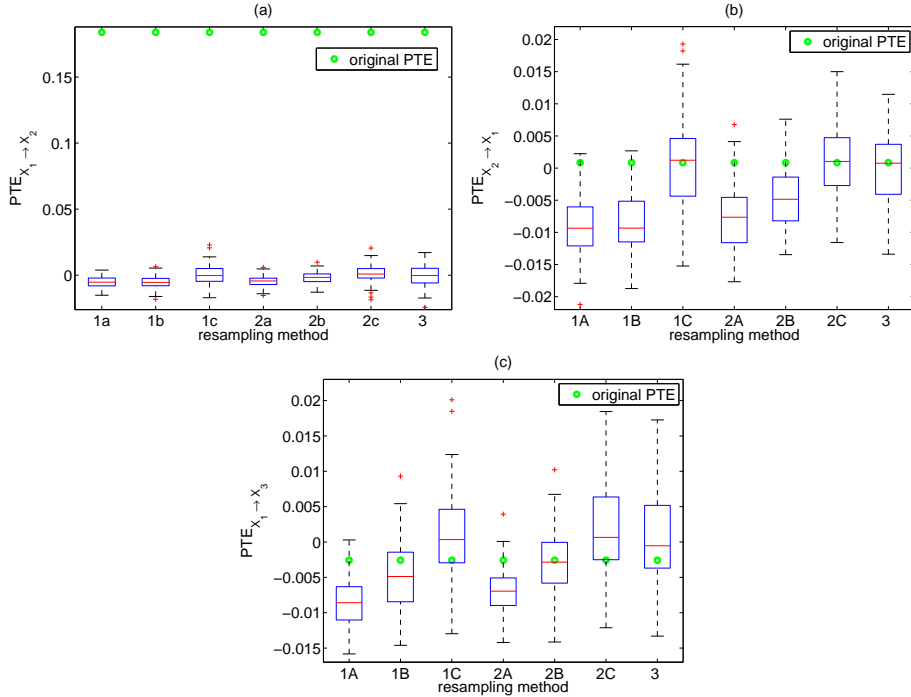 (a)
original PTE
0.15
0.1
0.05
0
PTE X1 → X2
1a 1b 1c 2a 2b 2c 3
resampling method
(b)
original PTE
0.02
0.015
0.01
0.005
0
−0.005
−0.01
−0.015
−0.02
PTE X2 → X1
1A 1B 1C 2A 2B 2C 3
resampling method
(c)
original PTE
0.02
0.015
0.01
0.005
0
−0.005
−0.01
−0.015
PTE X1 → X3
1A 1B 1C 2A 2B 2C 3
resampling method